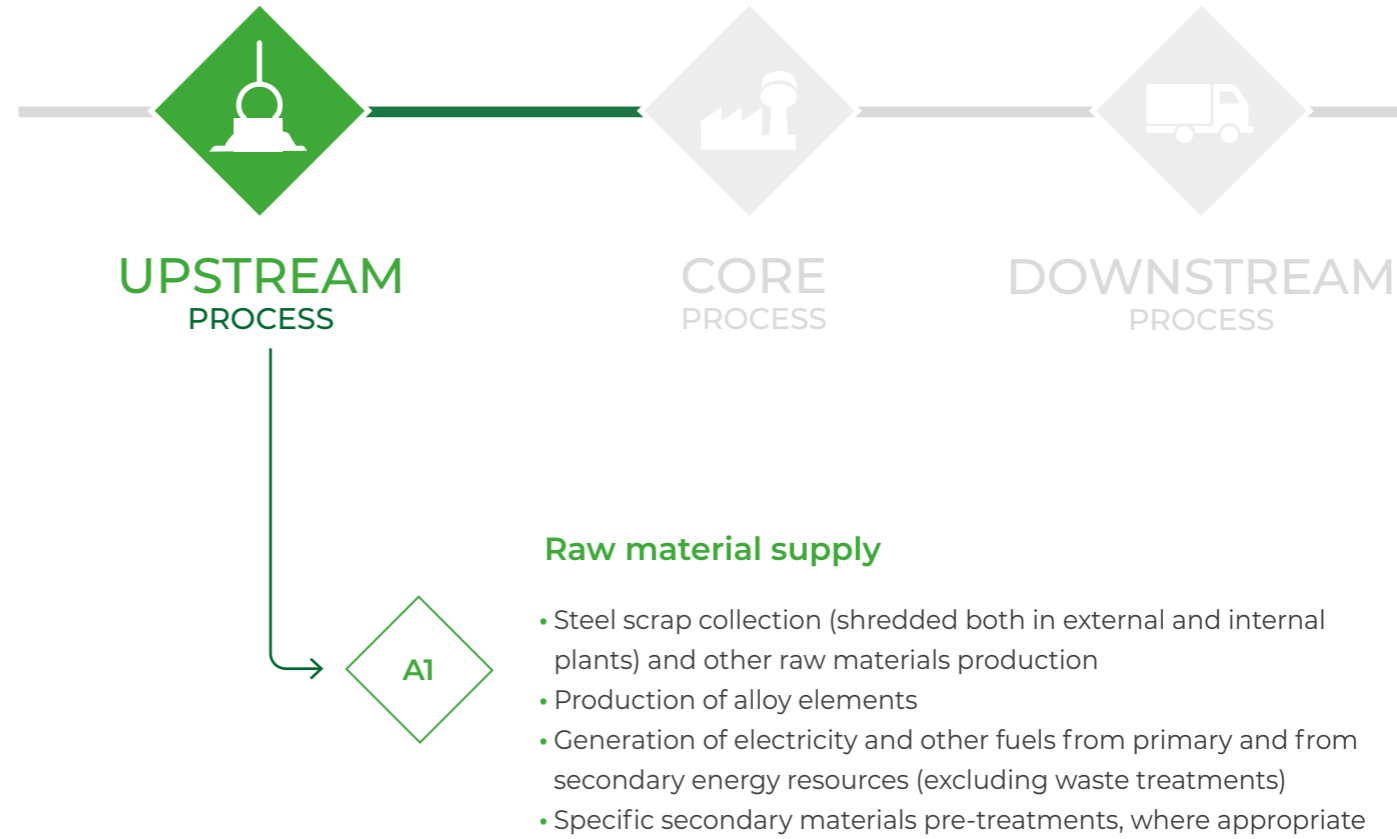 UPSTREAM
PROCESS
CORE
PROCESS
DOWNSTREAM
PROCESS
A1
Raw material supply
• Steel scrap collection (shredded both in external and internal
plants) and other raw materials production
• Production of alloy elements
• Generation of electricity and other fuels from primary and from
secondary energy resources (excluding waste treatments)
• Specific secondary materials pre-treatments, where appropriate